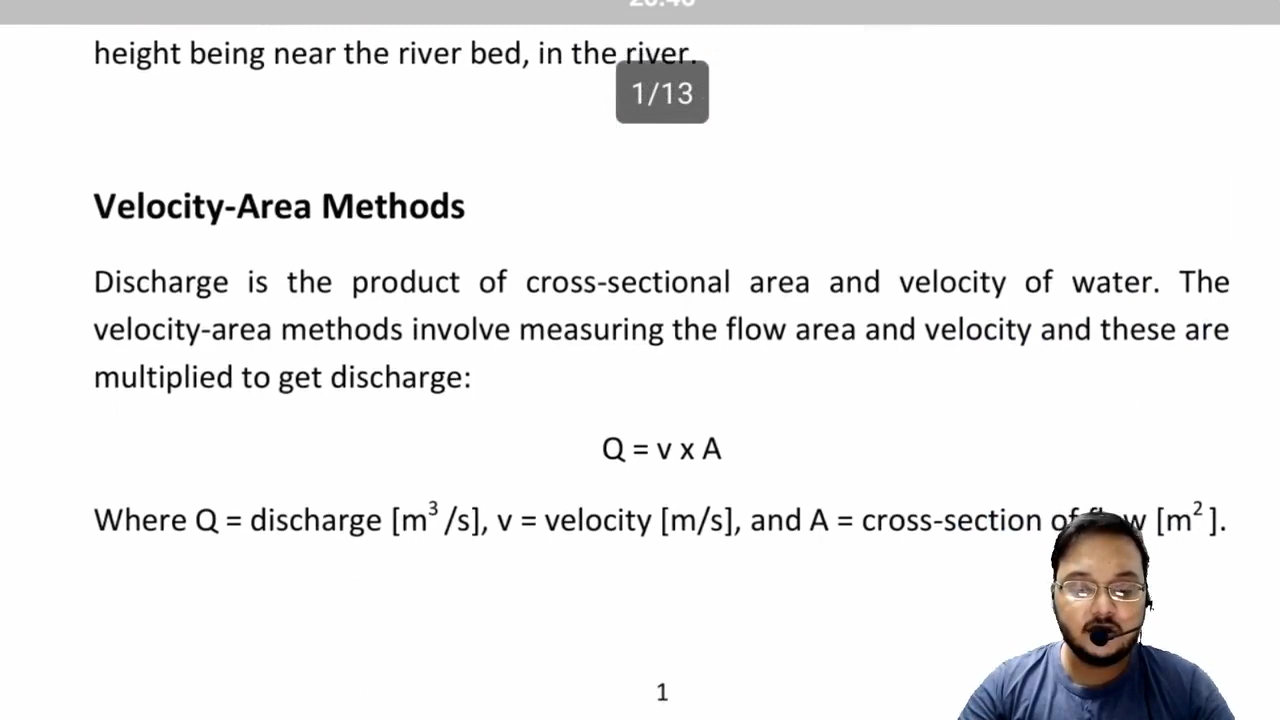 height being near the river bed, in the river.
1/13
Velocity-Area Methods
Discharge is the product of cross-sectional area and velocity of water. The
velocity-area methods involve measuring the flow area and velocity and these are
multiplied to get discharge:
Q = v x A
Where Q = discharge [m³ /s], v = velocity [m/s], and A = cross-section of flow [m² ].
1